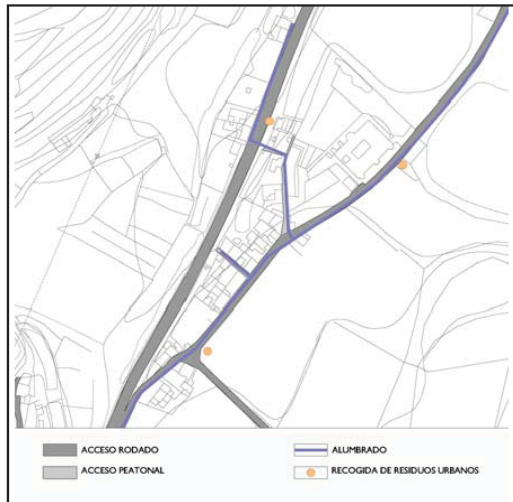 ACCESO RODADO
ACCESO PEATONAL
ALUMBRADO
RECOGIDA DE RESIDUOS URBANOS